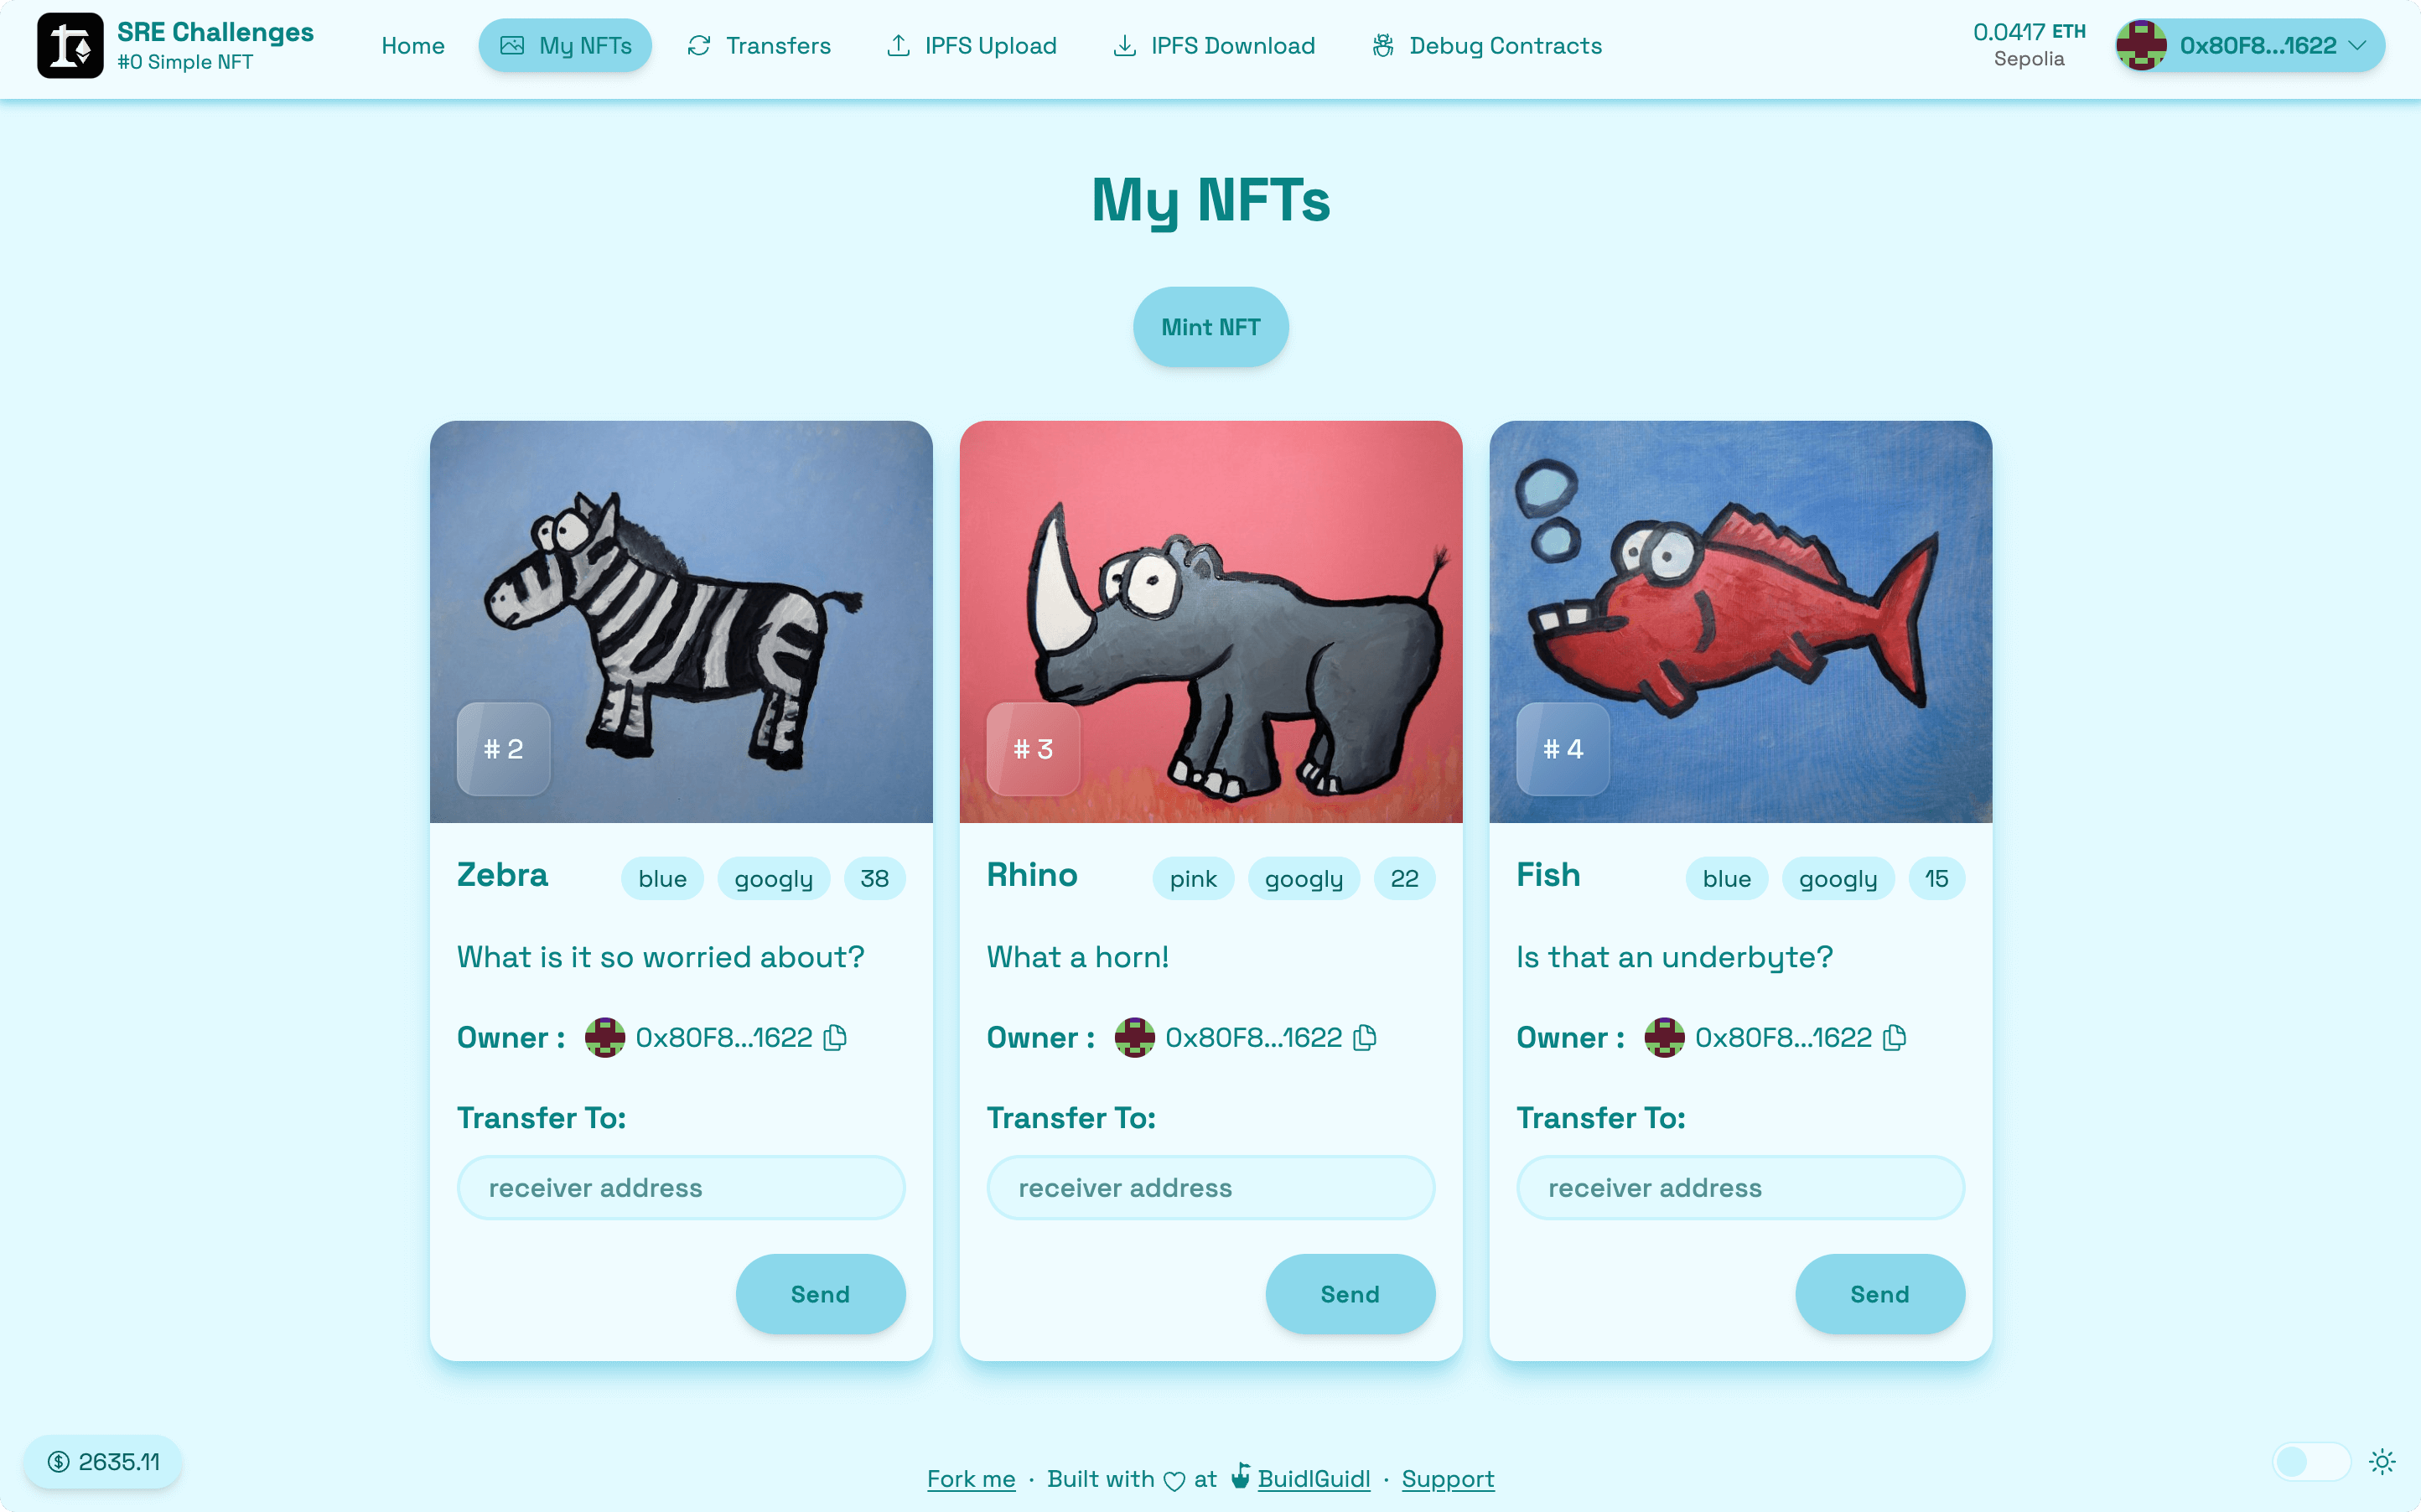 SRE Challenges
#0 Simple NFT
Home
My NFTs
Transfers
IPFS Upload
IPFS Download
Debug Contracts
0.0417 ETH
Sepolia
0x80F8...1622
My NFTs
Mint NFT
# 2
Zebra
blue
googly
38
What is it so worried about?
Owner : 0x80F8...1622
Transfer To:
receiver address
Send
# 3
Rhino
pink
googly
22
What a horn!
Owner : 0x80F8...1622
Transfer To:
receiver address
Send
# 4
Fish
blue
googly
15
Is that an underbyte?
Owner : 0x80F8...1622
Transfer To:
receiver address
Send
2635.11
Fork me · Built with ♡ at BuidlGuidl · Support